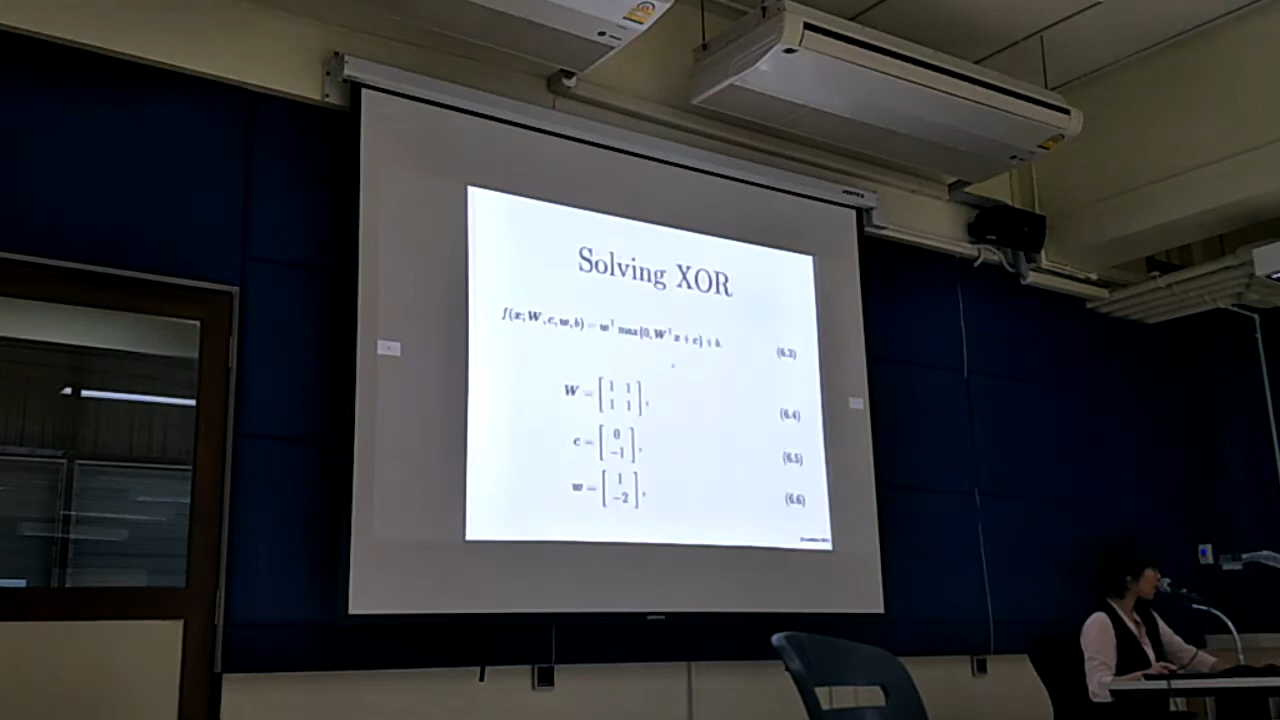 Solving XOR
f(x; W, c, w, b) = w⊤ max{0, W⊤x + c} + b. (6.3)
W = [ 1 1
1 1 ], (6.4)
c = [ 0
−1 ], (6.5)
w = [ 1
−2 ], (6.6)